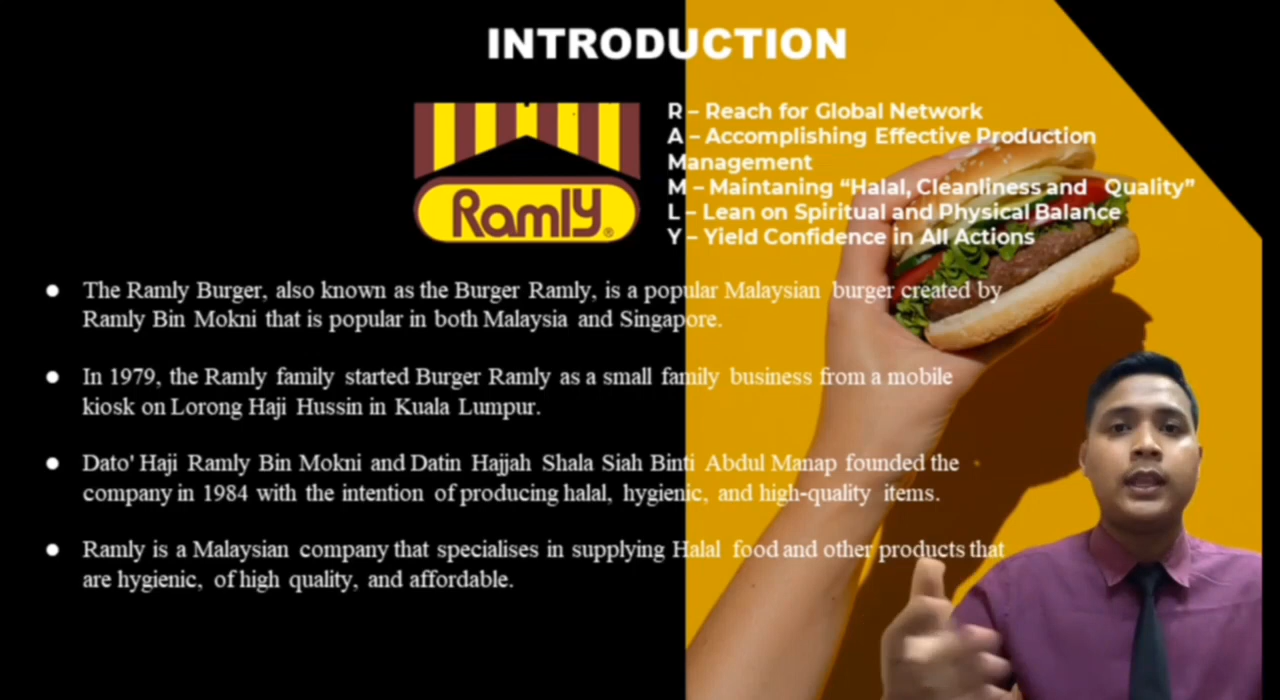 INTRODUCTION
Ramly®
R – Reach for Global Network
A – Accomplishing Effective Production
Management
M – Maintaning “Halal, Cleanliness and Quality”
L – Lean on Spiritual and Physical Balance
Y – Yield Confidence in All Actions
● The Ramly Burger, also known as the Burger Ramly, is a popular Malaysian burger created by
Ramly Bin Mokni that is popular in both Malaysia and Singapore.
● In 1979, the Ramly family started Burger Ramly as a small family business from a mobile
kiosk on Lorong Haji Hussin in Kuala Lumpur.
● Dato' Haji Ramly Bin Mokni and Datin Hajjah Shala Siah Binti Abdul Manap founded the
company in 1984 with the intention of producing halal, hygienic, and high-quality items.
● Ramly is a Malaysian company that specialises in supplying Halal food and other products that
are hygienic, of high quality, and affordable.